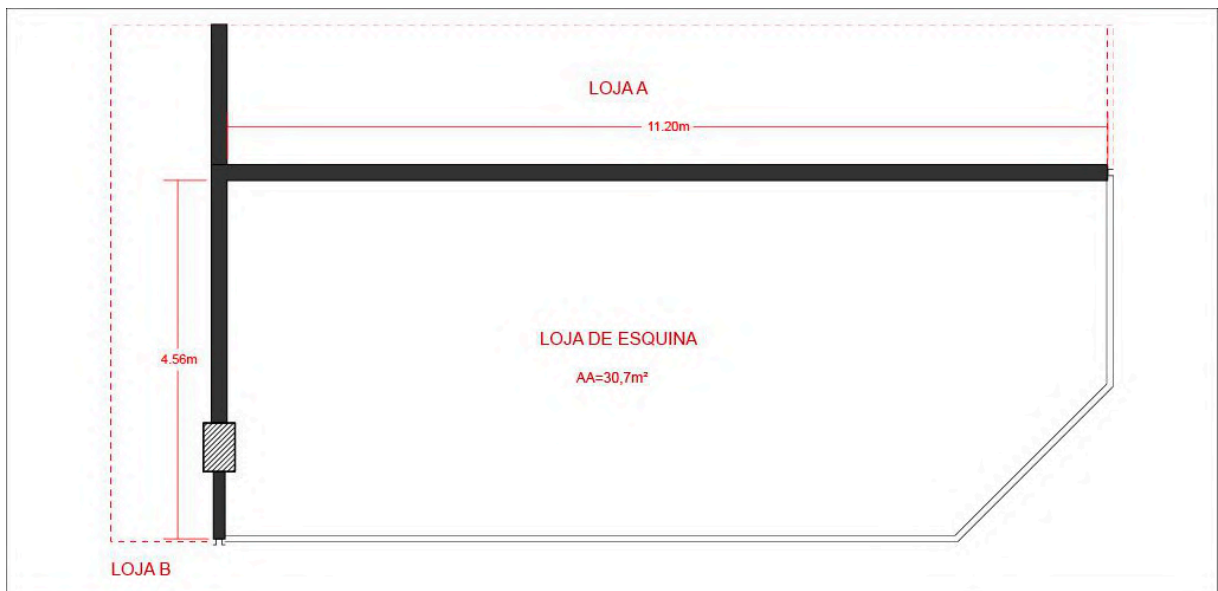 LOJA A
11.20m
4.56m
LOJA DE ESQUINA
AA=30,7m²
LOJA B